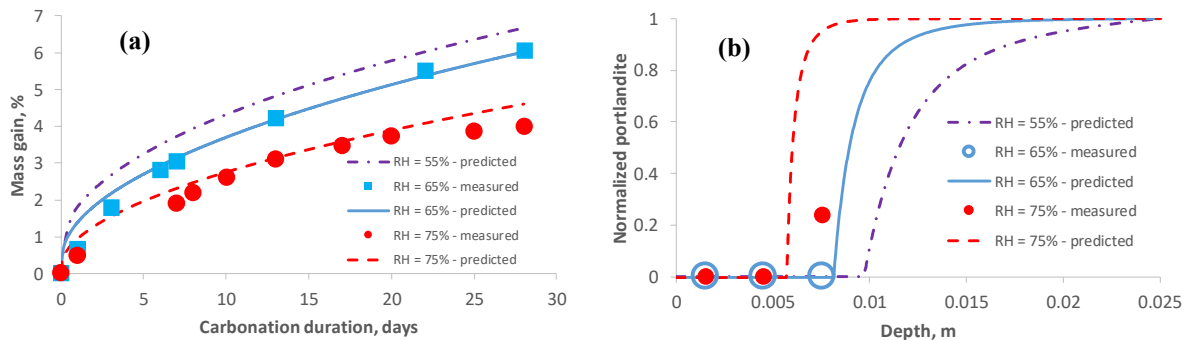 (a)
7
6
5
4
3
2
1
0
Mass gain, %
RH = 55% - predicted
RH = 65% - measured
RH = 65% - predicted
RH = 75% - measured
RH = 75% - predicted
0 5 10 15 20 25 30
Carbonation duration, days
(b)
1
0.8
0.6
0.4
0.2
0
Normalized portlandite
RH = 55% - predicted
RH = 65% - measured
RH = 65% - predicted
RH = 75% - measured
RH = 75% - predicted
0 0.005 0.01 0.015 0.02 0.025
Depth, m